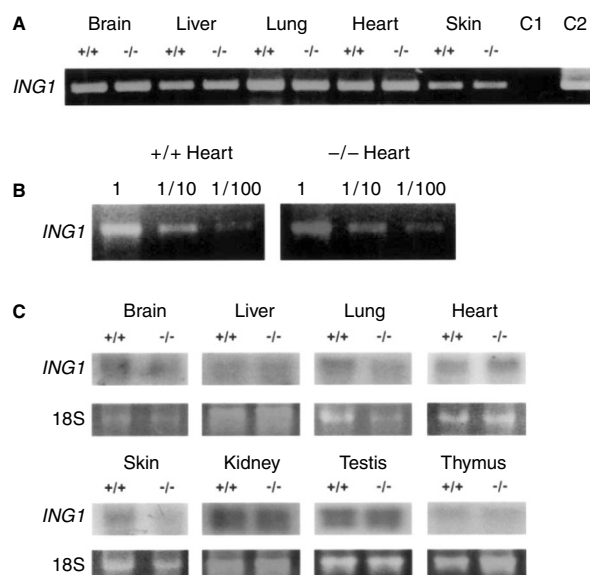 A
Brain Liver Lung Heart Skin C1 C2
+/+ -/- +/+ -/- +/+ -/- +/+ -/- +/+ -/-
ING1
+/+ Heart −/− Heart
B
1 1/10 1/100 1 1/10 1/100
ING1
C
Brain Liver Lung Heart
+/+ -/- +/+ -/- +/+ -/- +/+ -/-
ING1
18S
Skin Kidney Testis Thymus
+/+ -/- +/+ -/- +/+ -/- +/+ -/-
ING1
18S